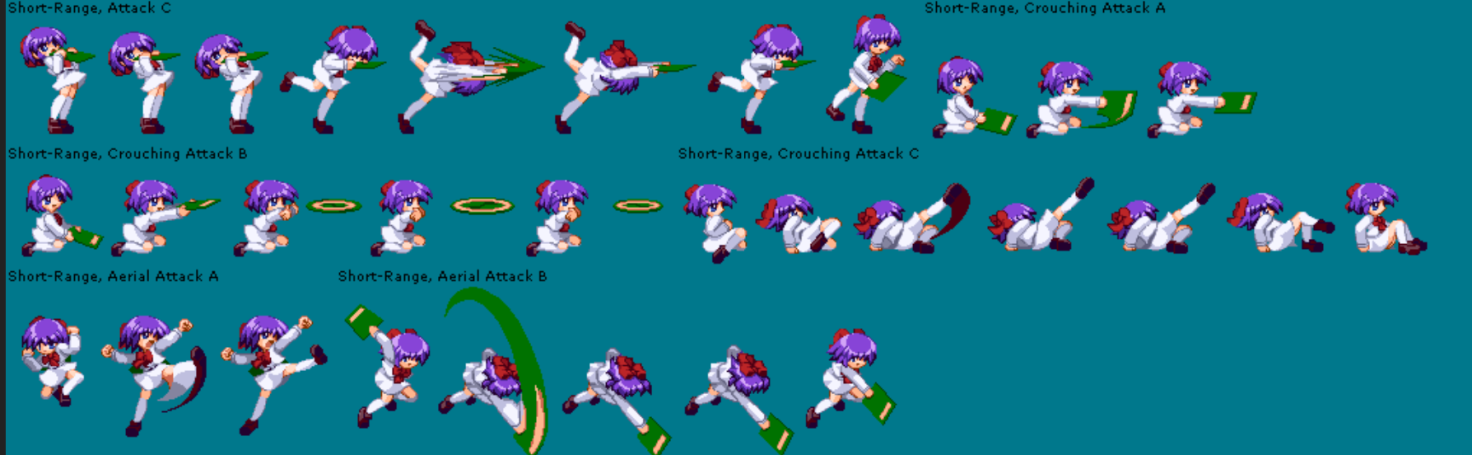 Short-Range, Attack C
Short-Range, Crouching Attack A
Short-Range, Crouching Attack B
Short-Range, Crouching Attack C
Short-Range, Aerial Attack A
Short-Range, Aerial Attack B